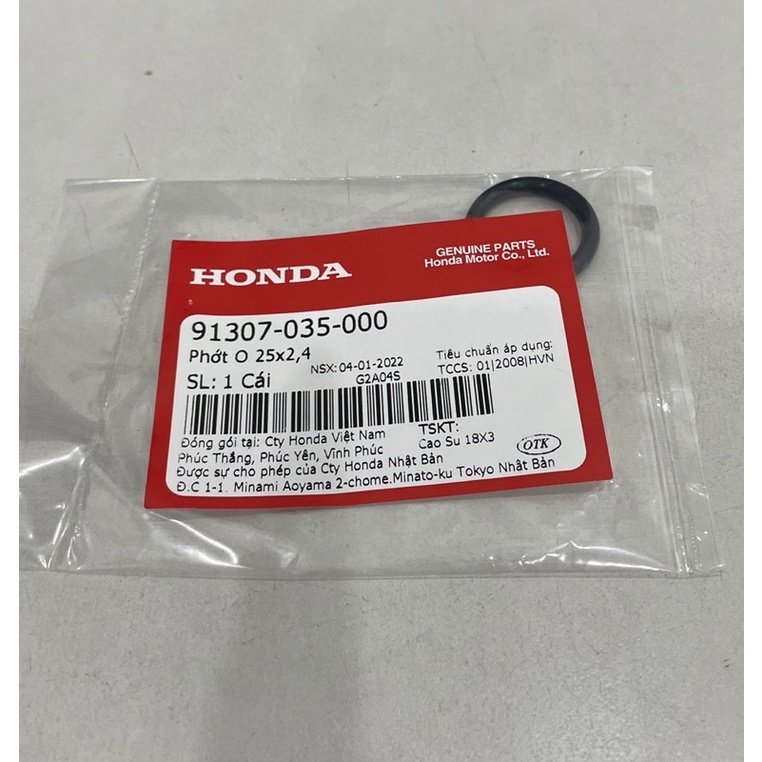 HONDA
GENUINE PARTS
Honda Motor Co., Ltd.
91307-035-000
Phớt O 25x2,4
NSX: 04-01-2022
Tiêu chuẩn áp dụng:
SL: 1 Cái
G2A04S
TCCS: 01|2008|HVN
Đóng gói tại: Cty Honda Việt Nam
TSKT:
Phúc Thắng, Phúc Yên, Vĩnh Phúc
Cao Su 18X3
OTK
Được sự cho phép của Cty Honda Nhật Bản
Đ.C 1-1. Minami Aoyama 2-chome.Minato-ku Tokyo Nhật Bản